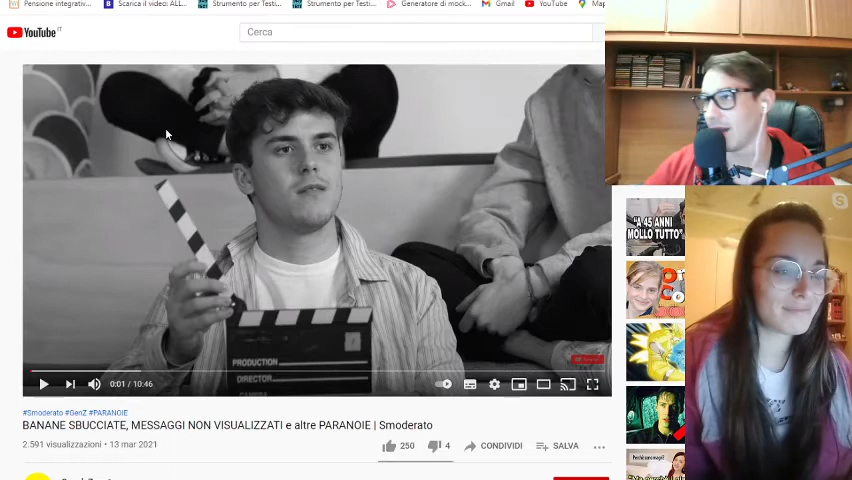 Pensione integrativ...
Scarica il video: ALL...
Strumento per Testi...
Strumento per Testi...
Generatore di mock...
Gmail
YouTube
Map
YouTube IT
Cerca
PRODUCTION
DIRECTOR
0:01 / 10:46
"A 45 ANNI
MOLLO TUTTO"
#Smoderato #GenZ #PARANOIE
BANANE SBUCCIATE, MESSAGGI NON VISUALIZZATI e altre PARANOIE | Smoderato
2.591 visualizzazioni • 13 mar 2021
250
4
CONDIVIDI
SALVA